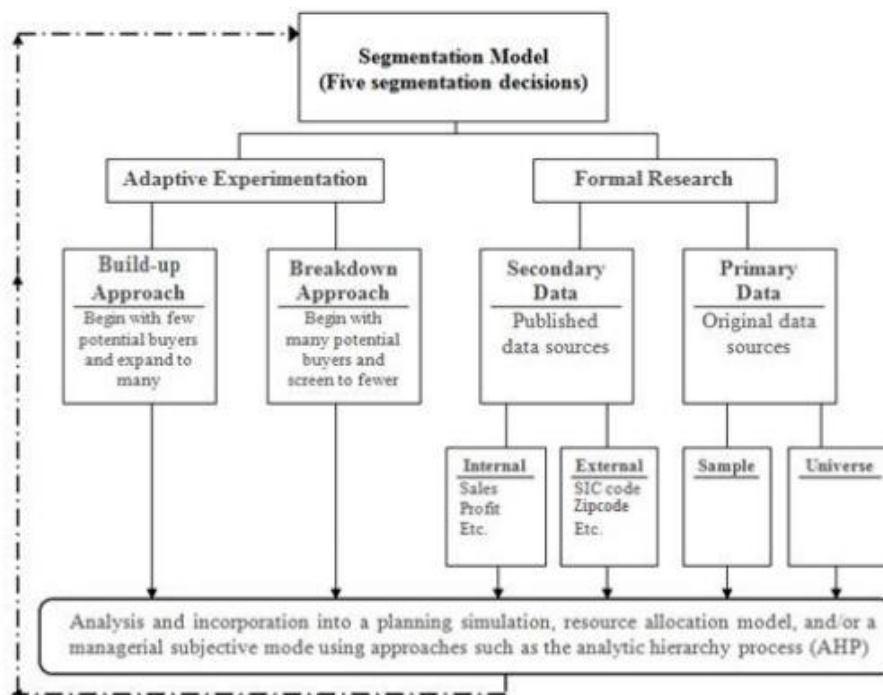 Segmentation Model
(Five segmentation decisions)
Adaptive Experimentation
Formal Research
Build-up
Approach
Begin with few
potential buyers
and expand to
many
Breakdown
Approach
Begin with
many potential
buyers and
screen to fewer
Secondary
Data
Published
data sources
Primary
Data
Original data
sources
Internal
Sales
Profit
Etc.
External
SIC code
Zipcode
Etc.
Sample
Universe
Analysis and incorporation into a planning simulation, resource allocation model, and/or a
managerial subjective mode using approaches such as the analytic hierarchy process (AHP)